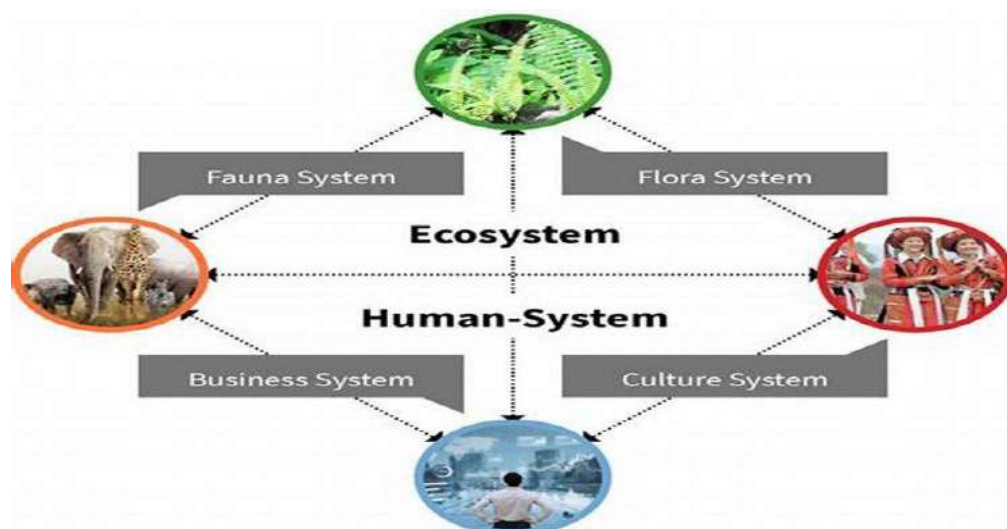 Fauna System
Flora System
Ecosystem
Human-System
Business System
Culture System